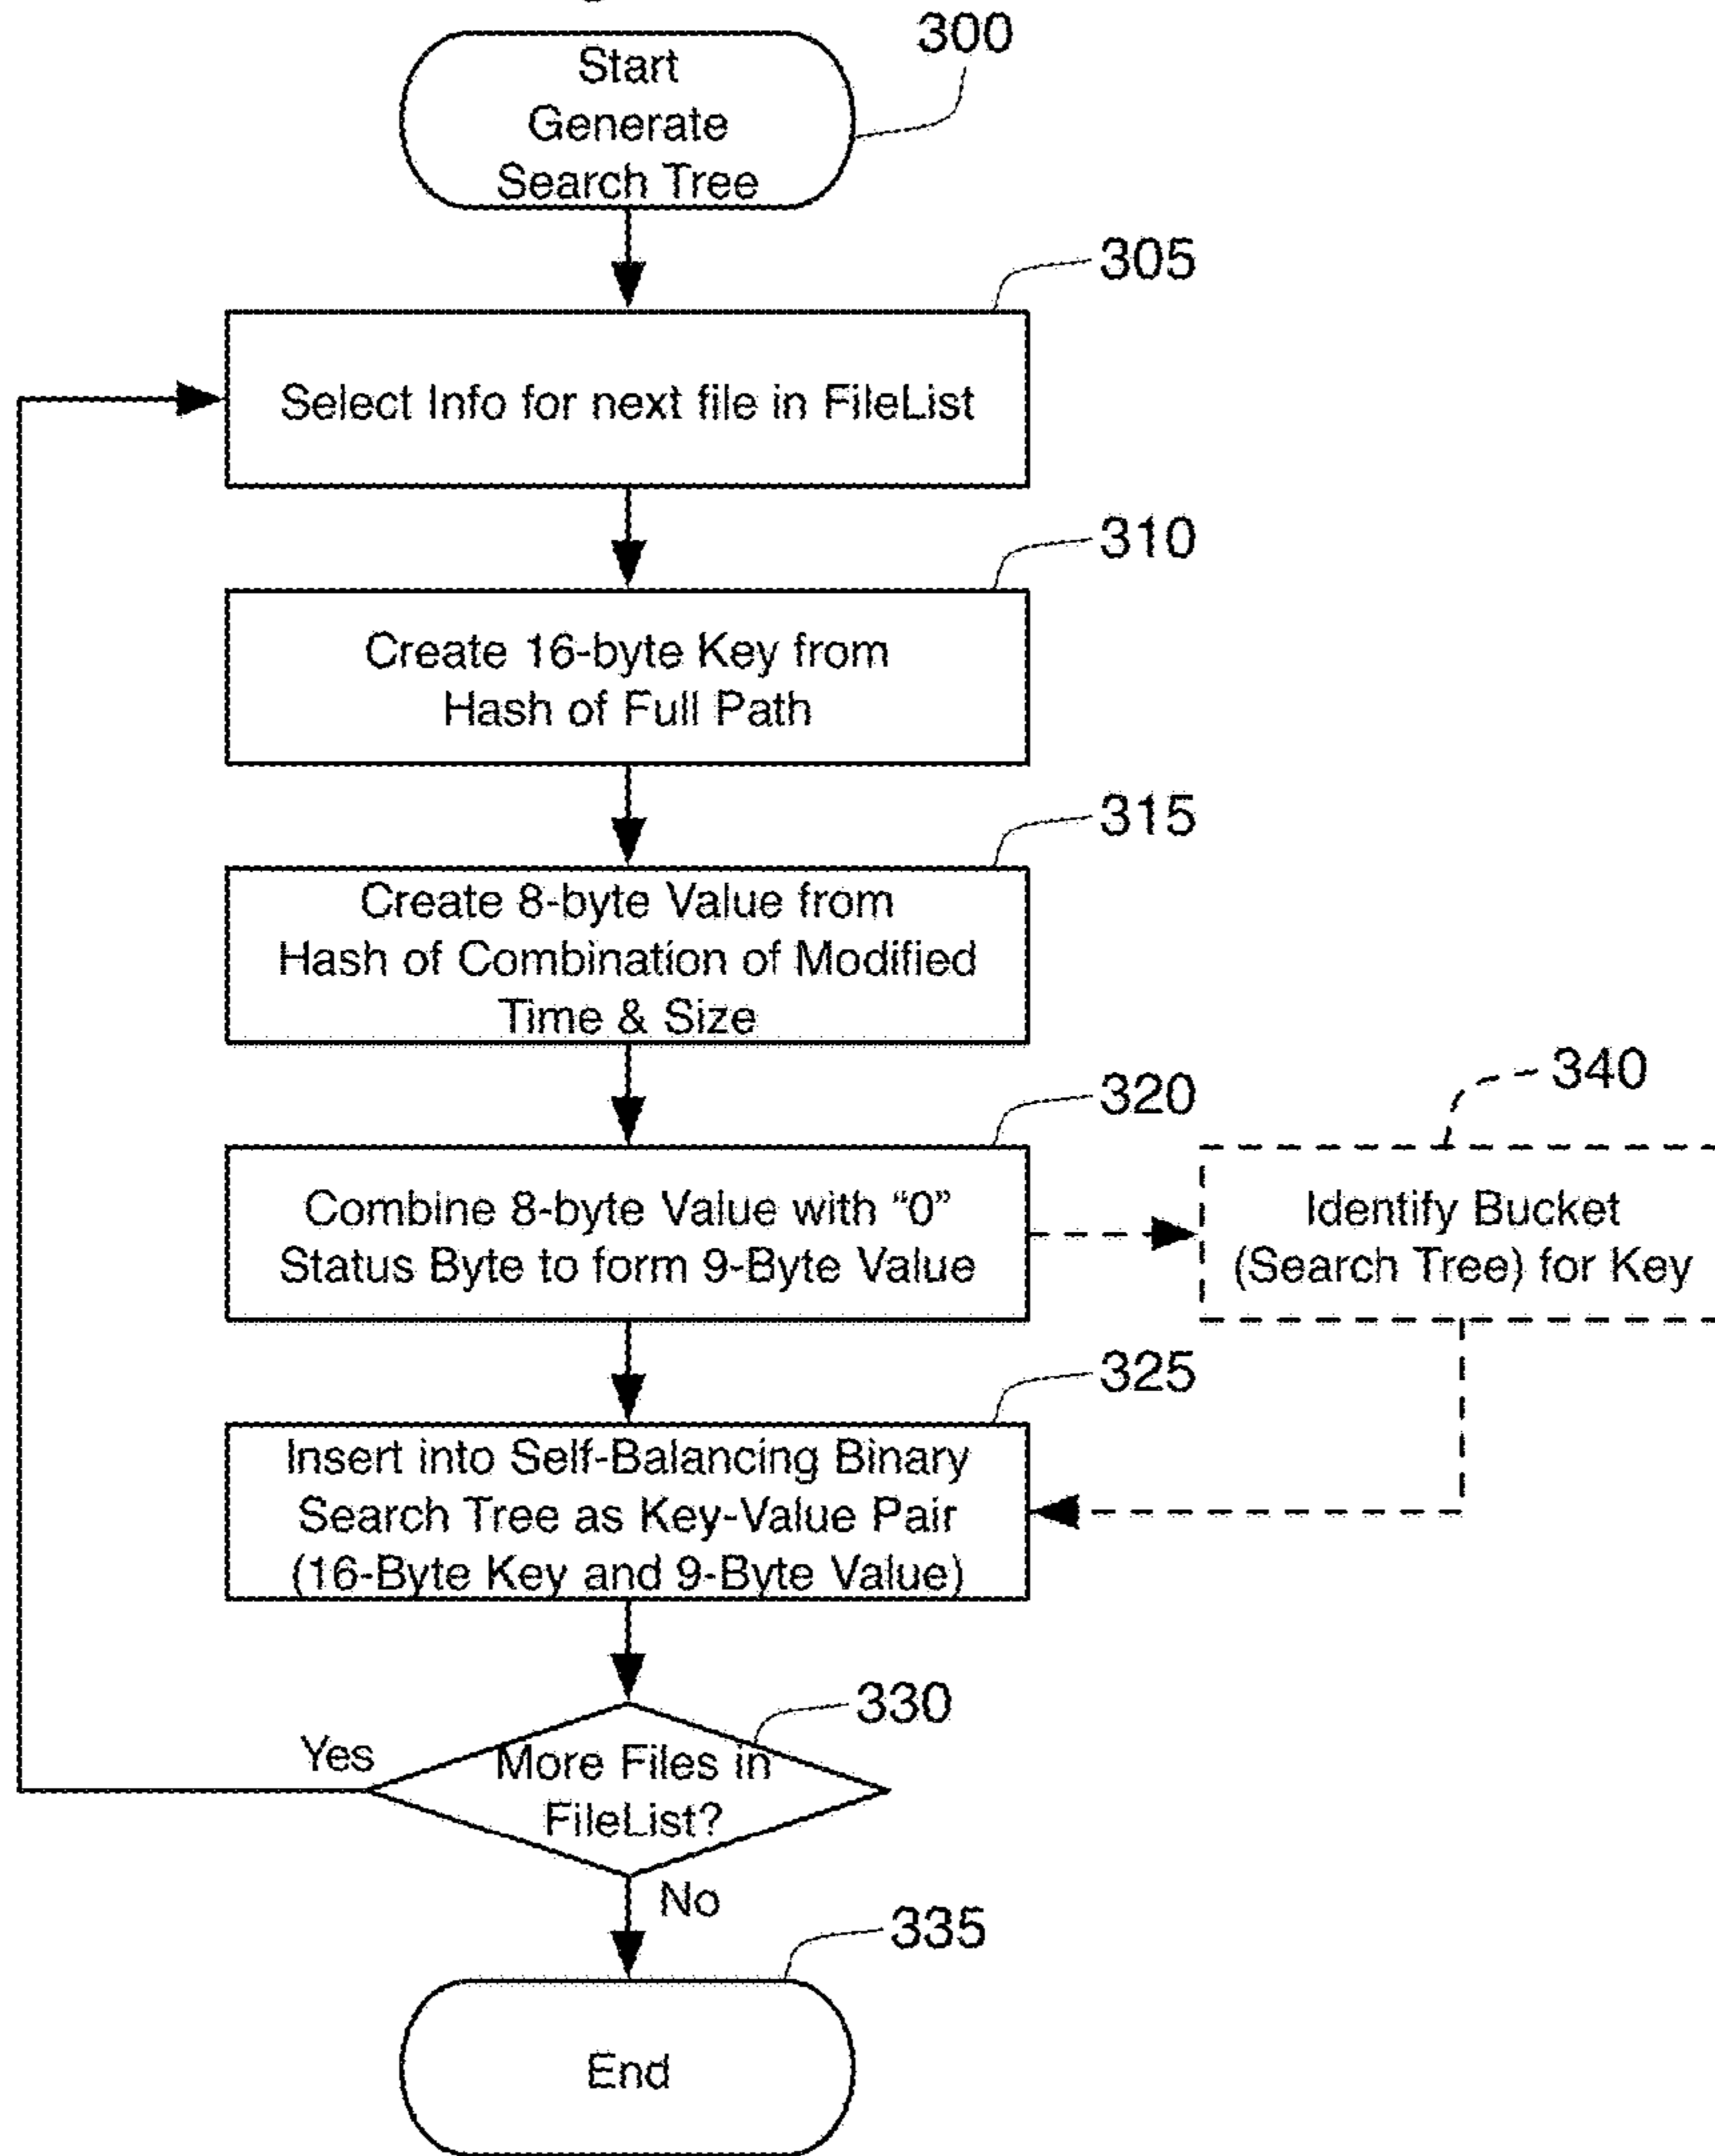 300
Start
Generate
Search Tree
305
Select Info for next file in FileList
310
Create 16-byte Key from
Hash of Full Path
315
Create 8-byte Value from
Hash of Combination of Modified
Time & Size
320
Combine 8-byte Value with “0”
Status Byte to form 9-Byte Value
340
Identify Bucket
(Search Tree) for Key
325
Insert into Self-Balancing Binary
Search Tree as Key-Value Pair
(16-Byte Key and 9-Byte Value)
330
More Files in
FileList?
Yes
No
335
End